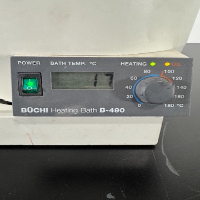 POWER BATH TEMP. °C HEATING
17
80 100
60 120
40 140
20 160
0 180 °C
BÜCHI Heating Bath B-490